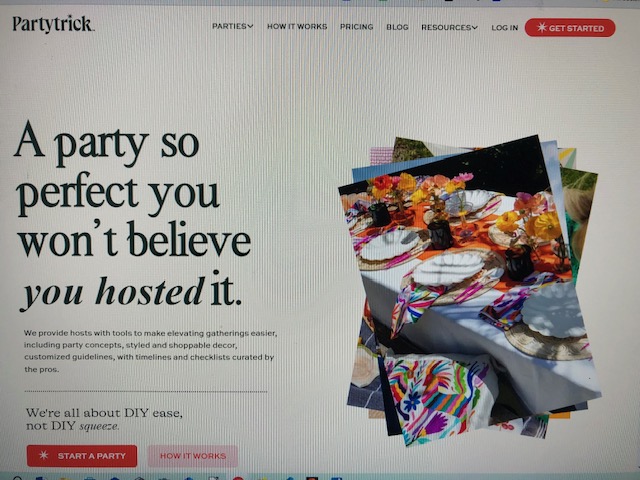 Partytrick
PARTIES HOW IT WORKS PRICING BLOG RESOURCES LOG IN GET STARTED
A party so
perfect you
won't believe
you hosted it.
We provide hosts with tools to make elevating gatherings easier,
including party concepts, styled and shoppable decor,
customized guidelines, with timelines and checklists curated by
the pros.
We're all about DIY ease,
not DIY squeeze.
START A PARTY HOW IT WORKS